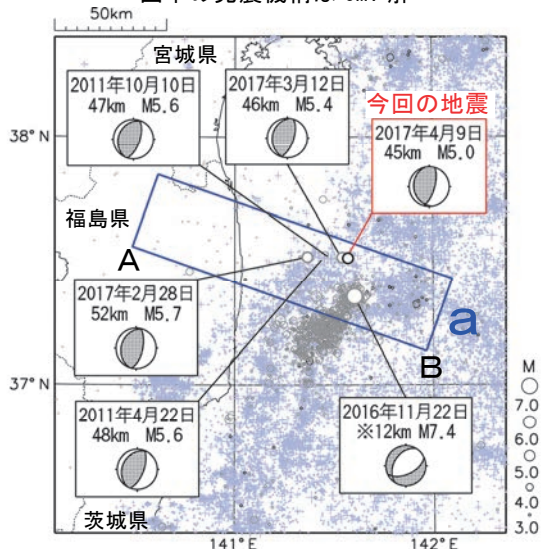 50km
宮城県
2011年10月10日
47km M5.6
2017年3月12日
46km M5.4
今回の地震
2017年4月9日
45km M5.0
38°N
福島県
A
2017年2月28日
52km M5.7
a
B
37°N
2011年4月22日
48km M5.6
2016年11月22日
※12km M7.4
M
7.0
6.0
5.0
4.0
3.0
茨城県
141°E
142°E